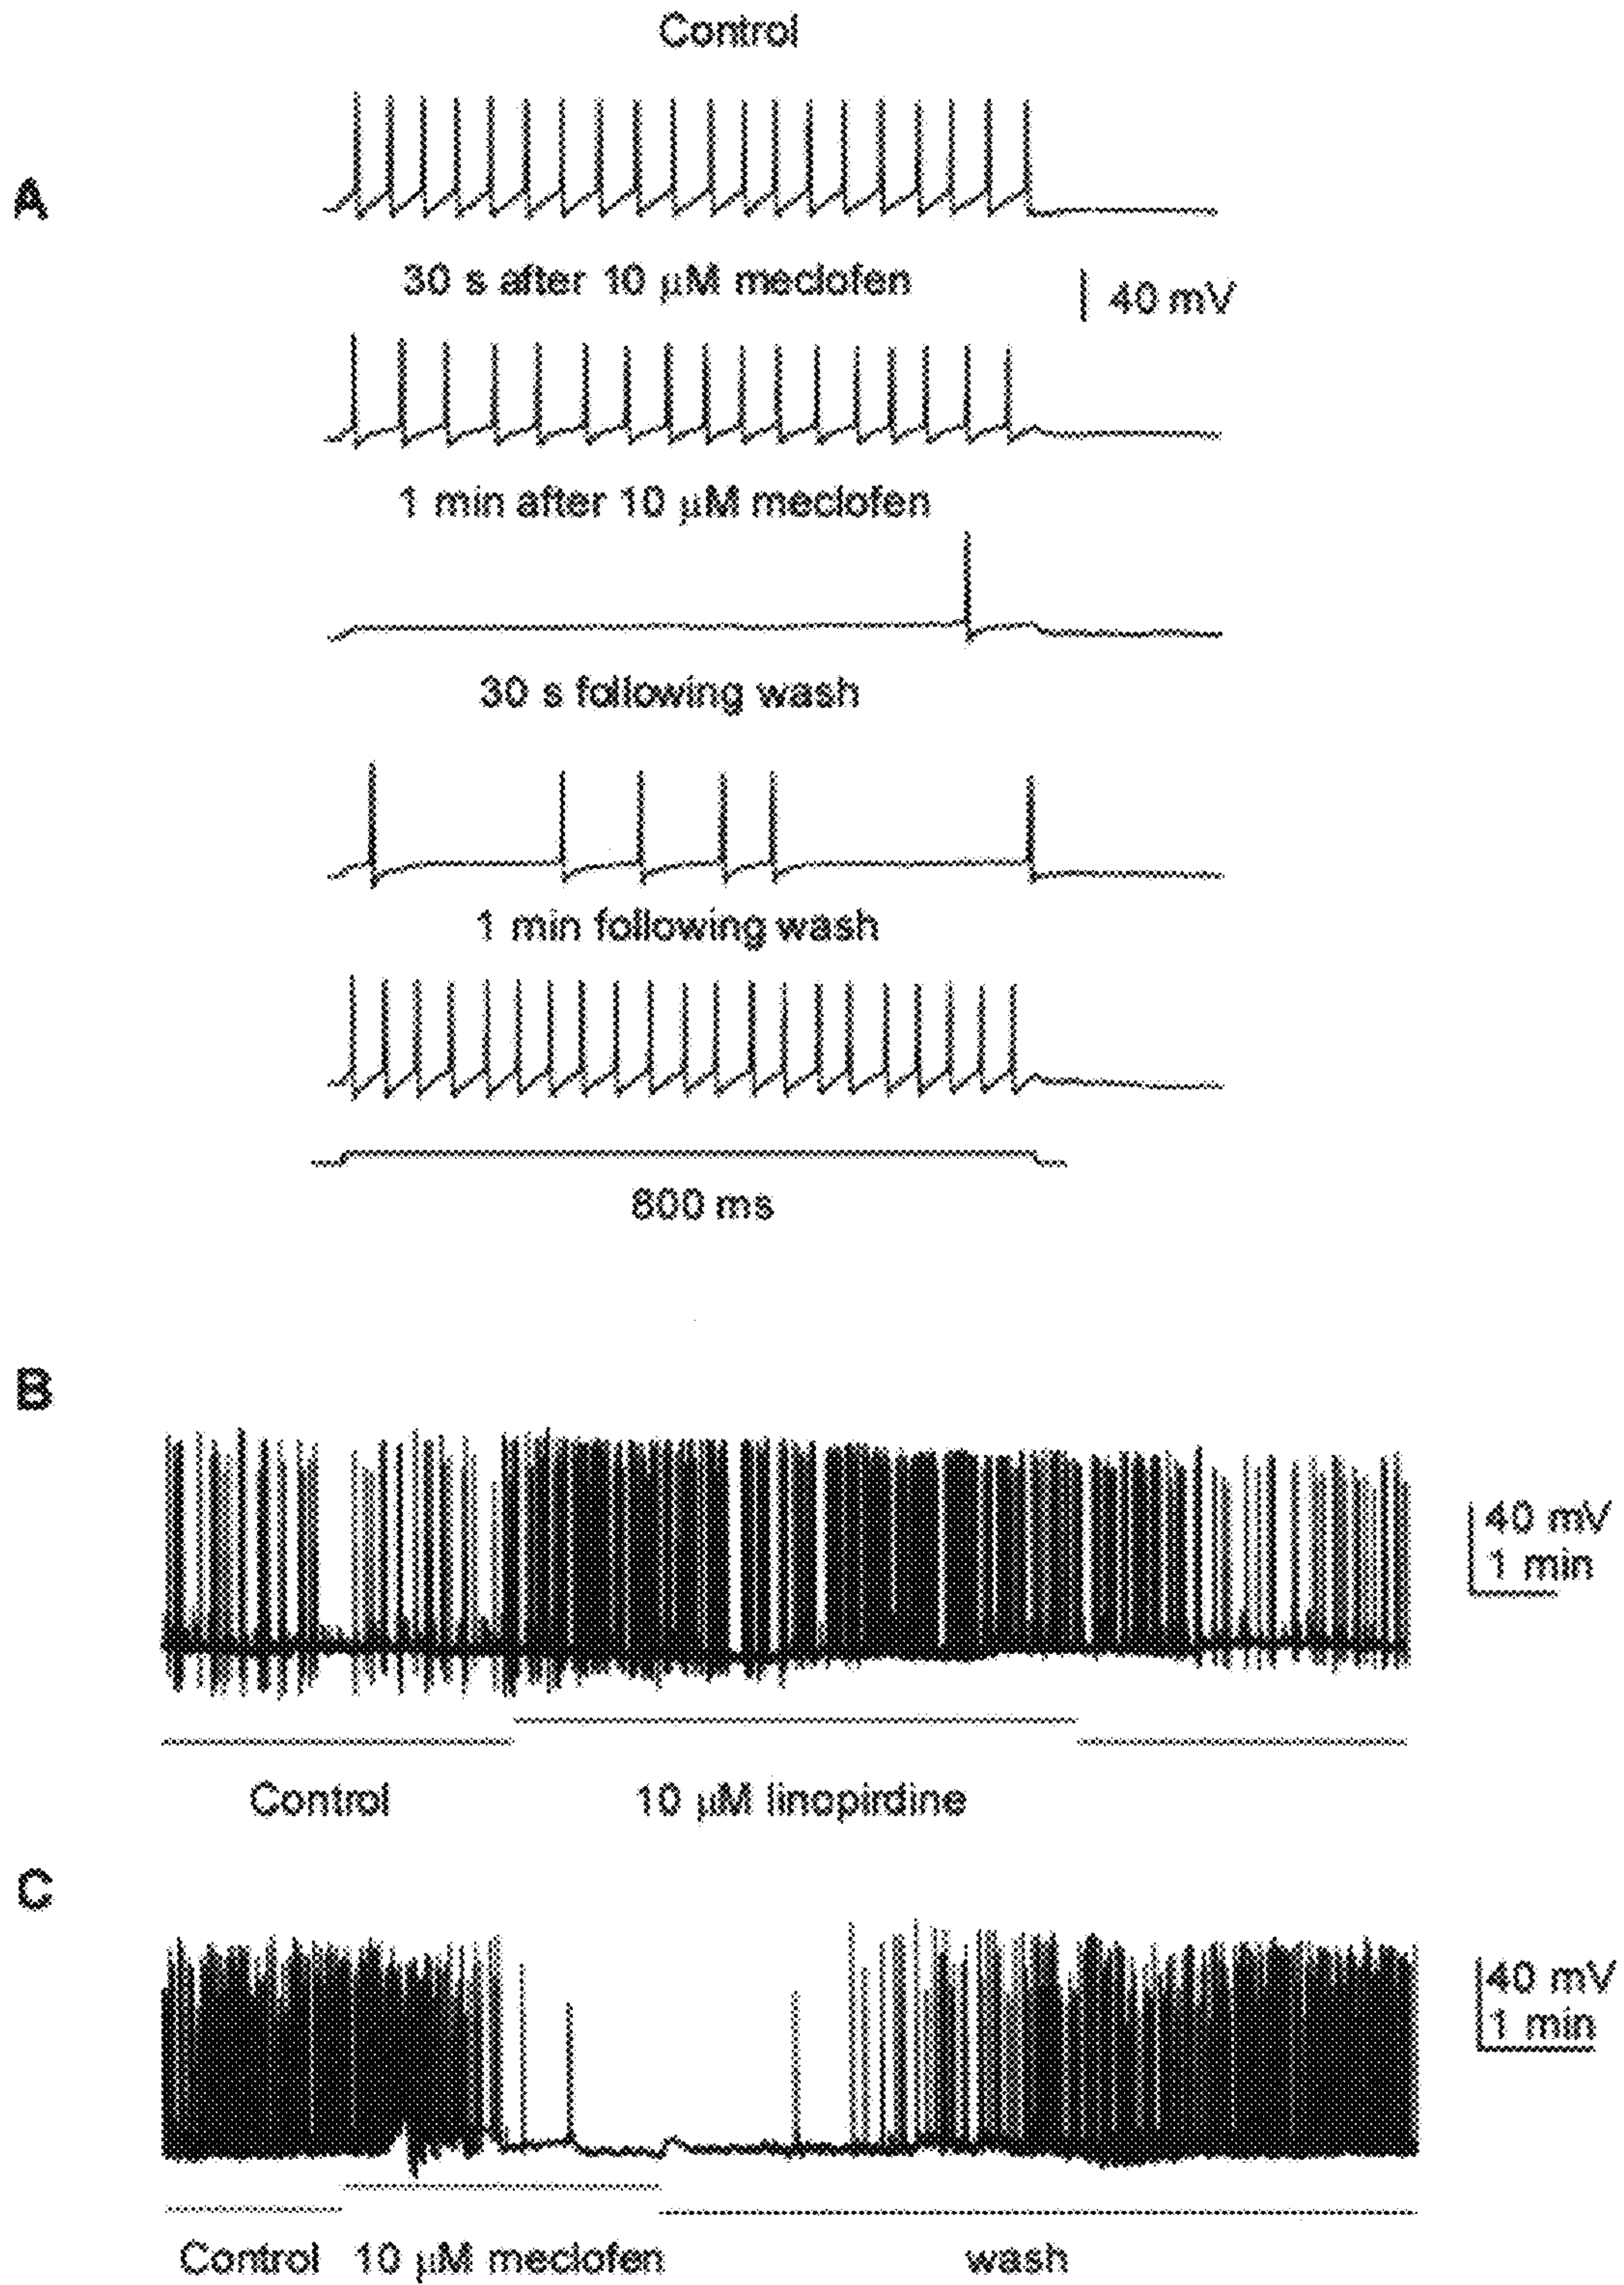 Control
A
30 s after 10 µM meclofen
40 mV
1 min after 10 µM meclofen
30 s following wash
1 min following wash
800 ms
B
40 mV
1 min
Control
10 µM linopirdine
C
40 mV
1 min
Control
10 µM meclofen
wash